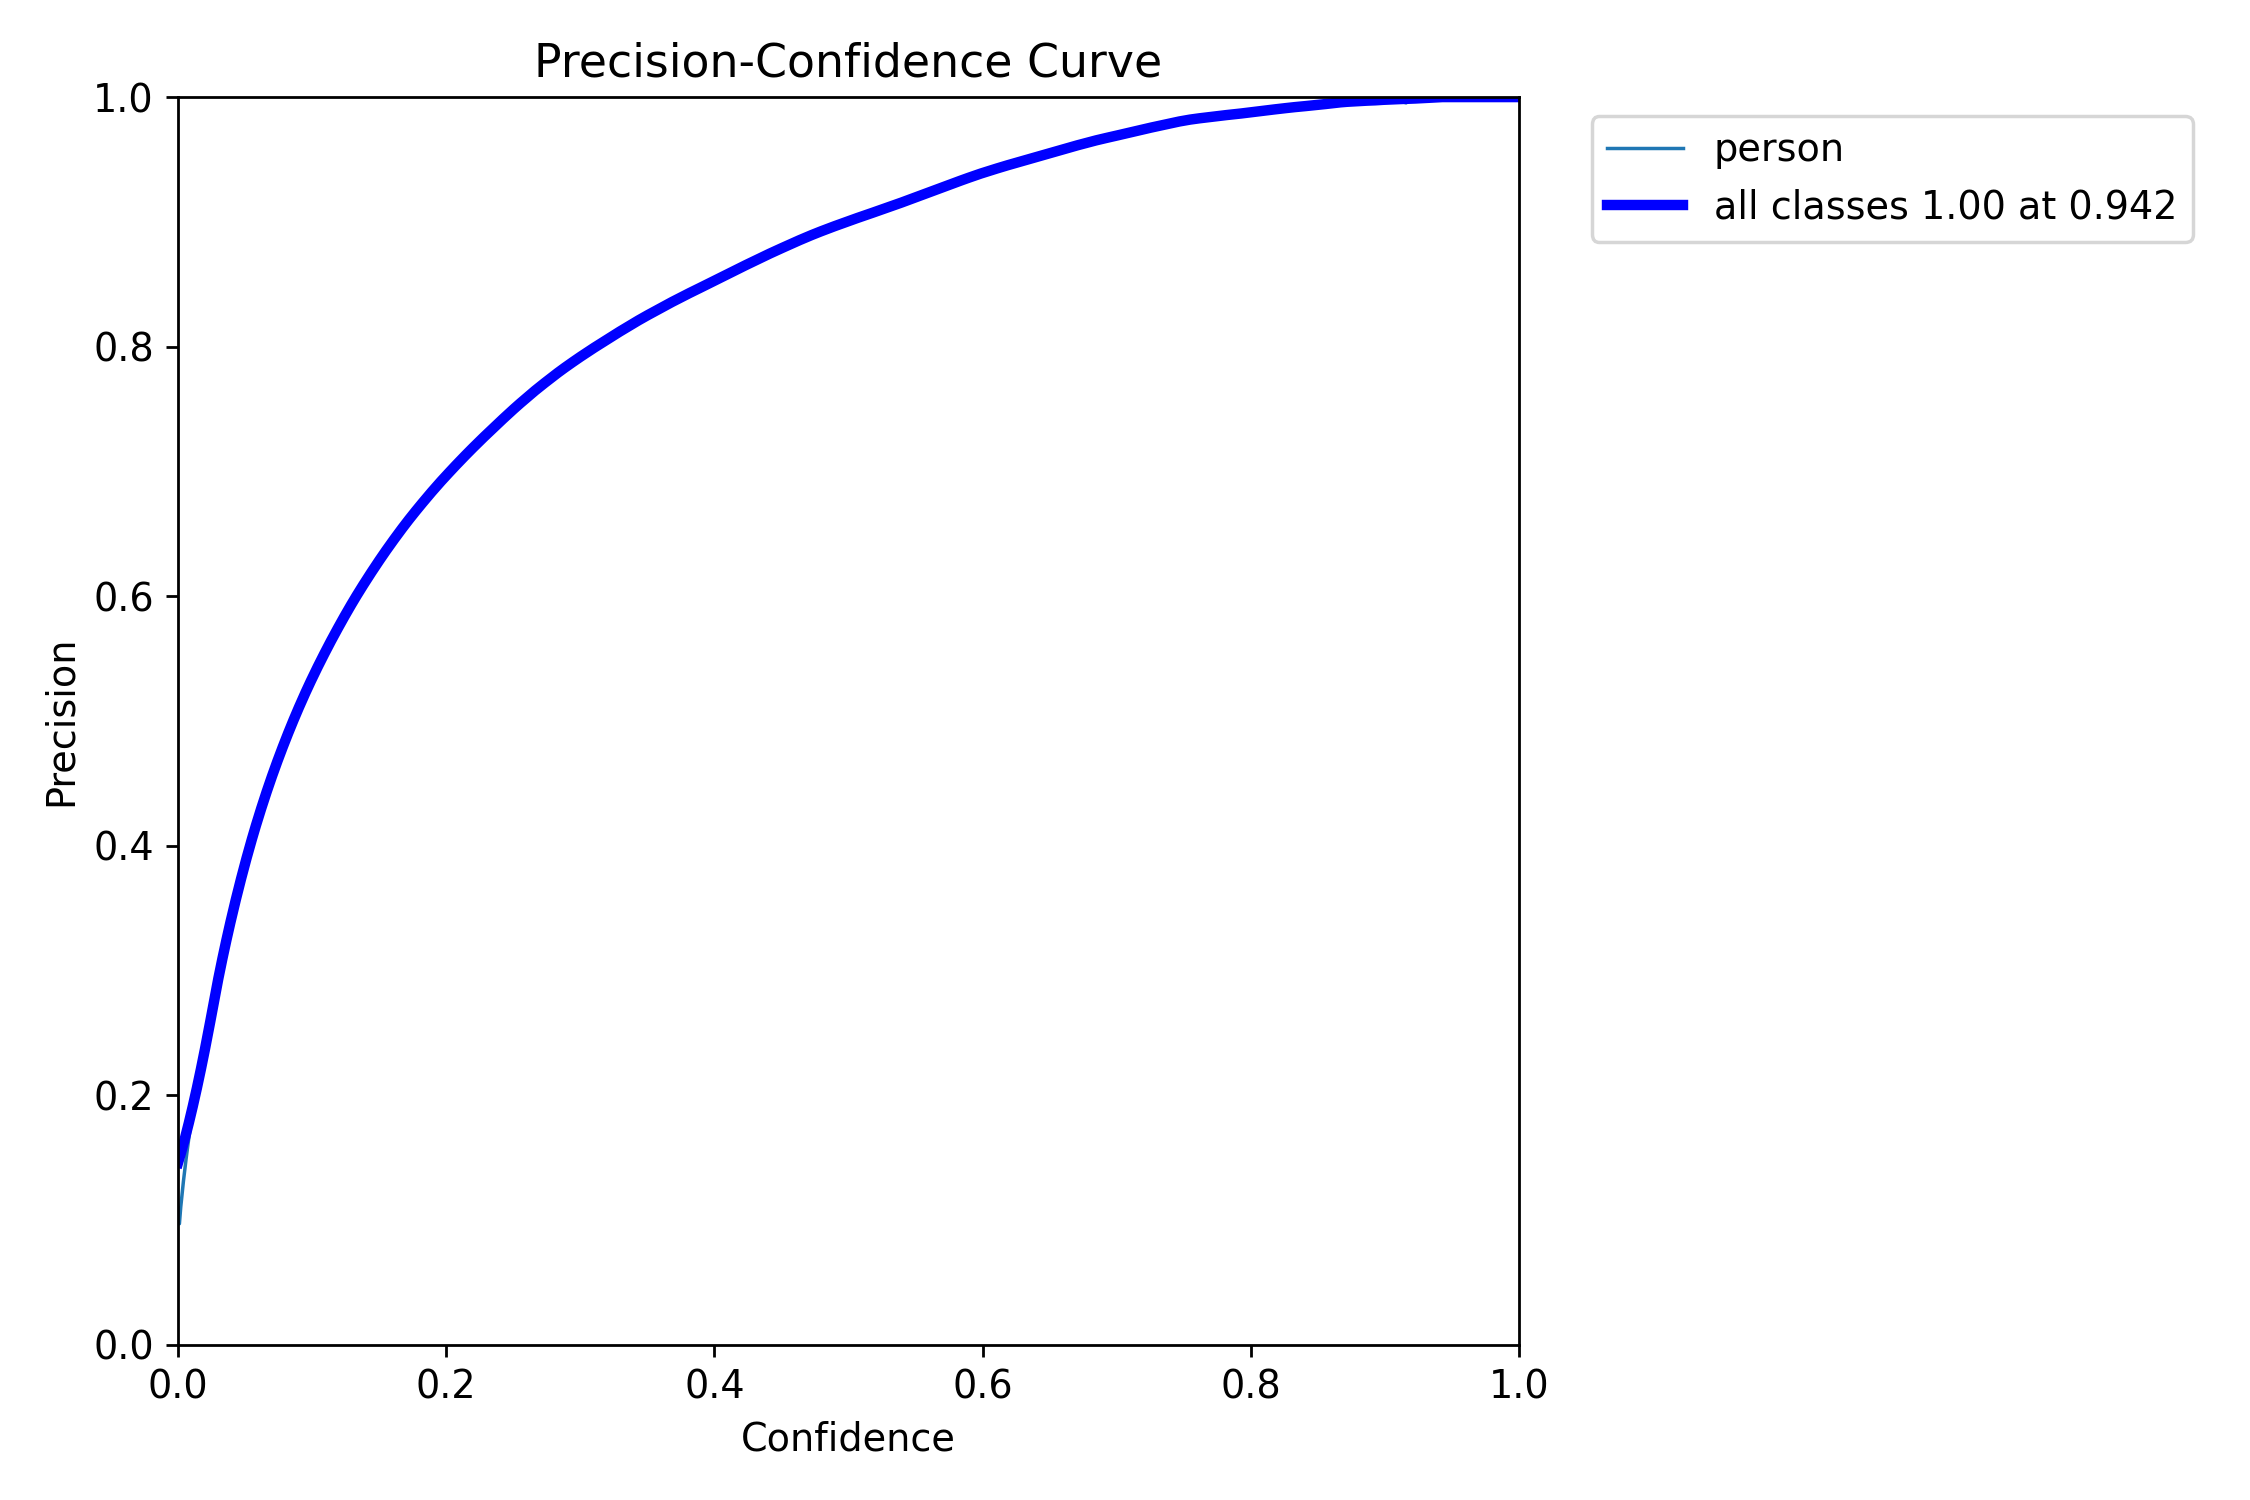 Precision-Confidence Curve
person
all classes 1.00 at 0.942
Precision
1.0
0.8
0.6
0.4
0.2
0.0
0.0 0.2 0.4 0.6 0.8 1.0
Confidence